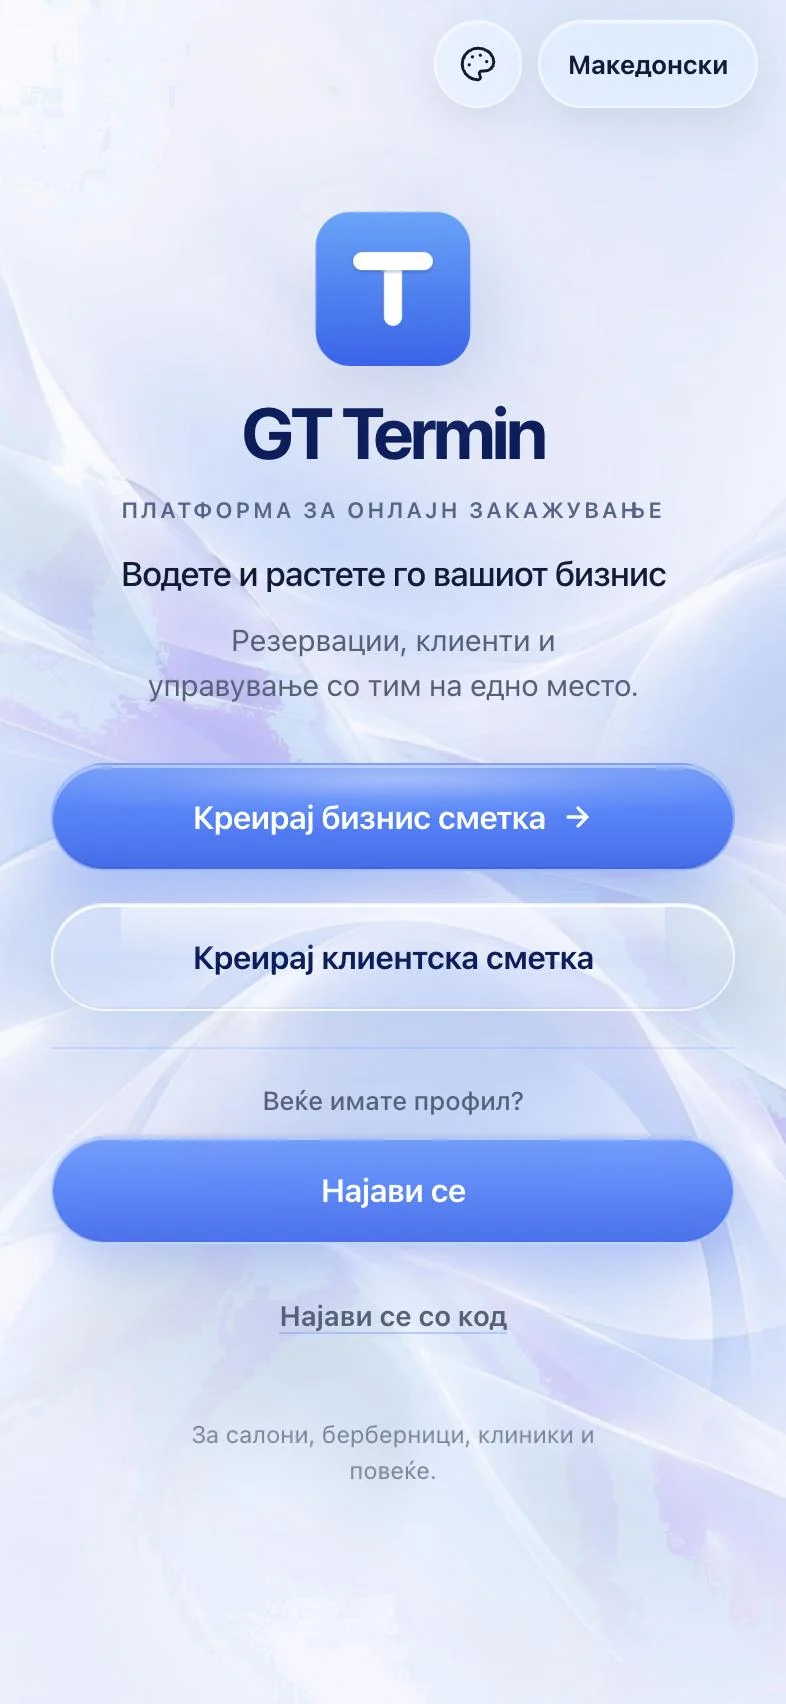 Македонски
T
GT Termin
ПЛАТФОРМА ЗА ОНЛАЈН ЗАКАЖУВАЊЕ
Водете и растете го вашиот бизнис
Резервации, клиенти и
управување со тим на едно место.
Креирај бизнис сметка →
Креирај клиентска сметка
Веќе имате профил?
Најави се
Најави се со код
За салони, берберници, клиники и
повеќе.